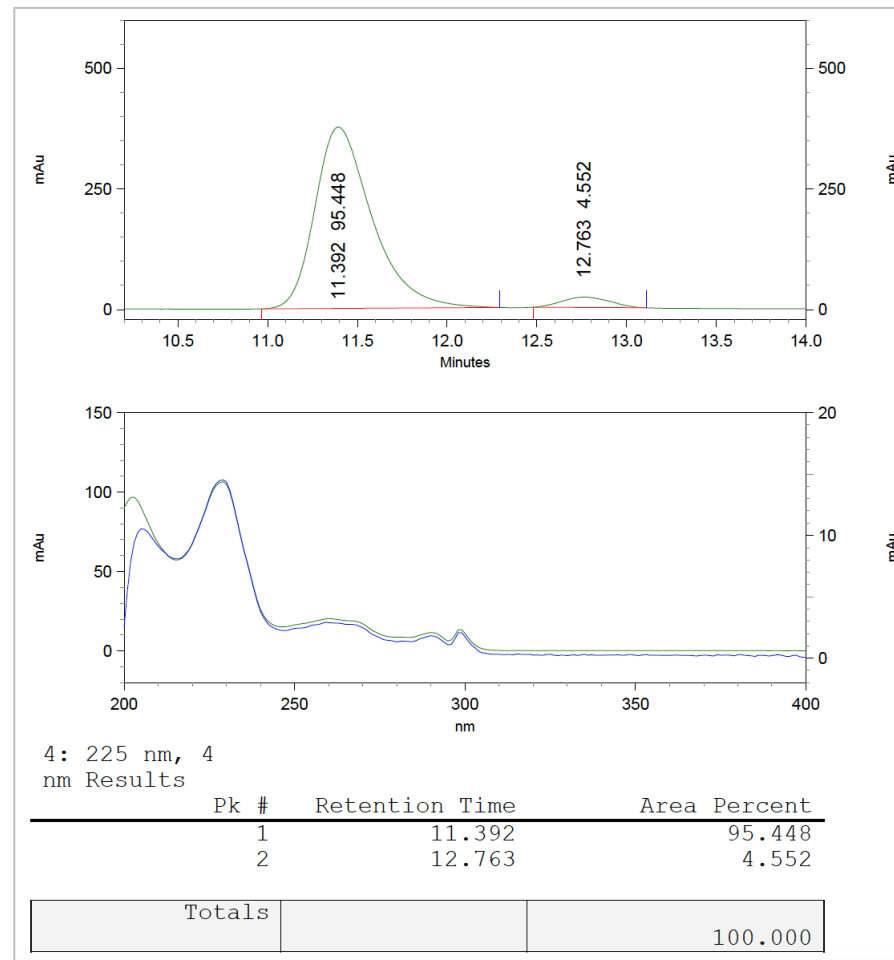 500
500
mAu
mAu
250
250
11.392 95.448
12.763 4.552
0
0
10.5 11.0 11.5 12.0 12.5 13.0 13.5 14.0
Minutes
150
20
100
mAu
mAu
10
50
0
0
200 250 300 350 400
nm
4: 225 nm, 4
nm Results
Pk # Retention Time Area Percent
1 11.392 95.448
2 12.763 4.552
Totals
100.000